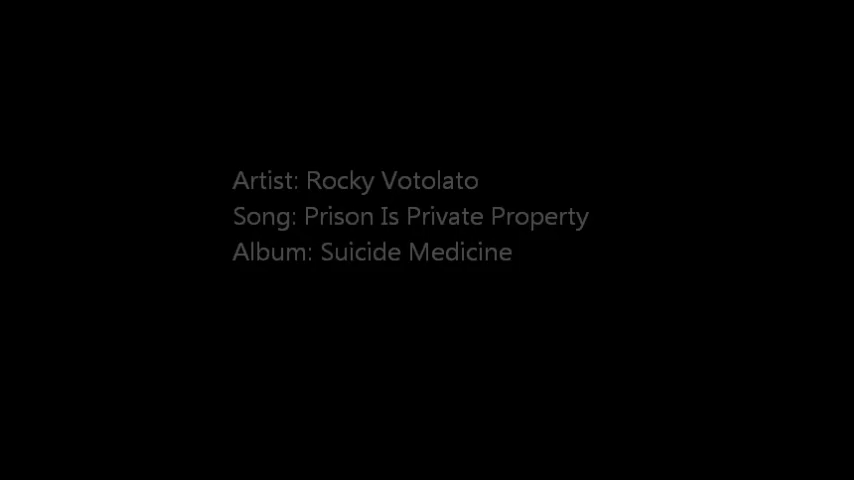 Artist: Rocky Votolato
Song: Prison Is Private Property
Album: Suicide Medicine